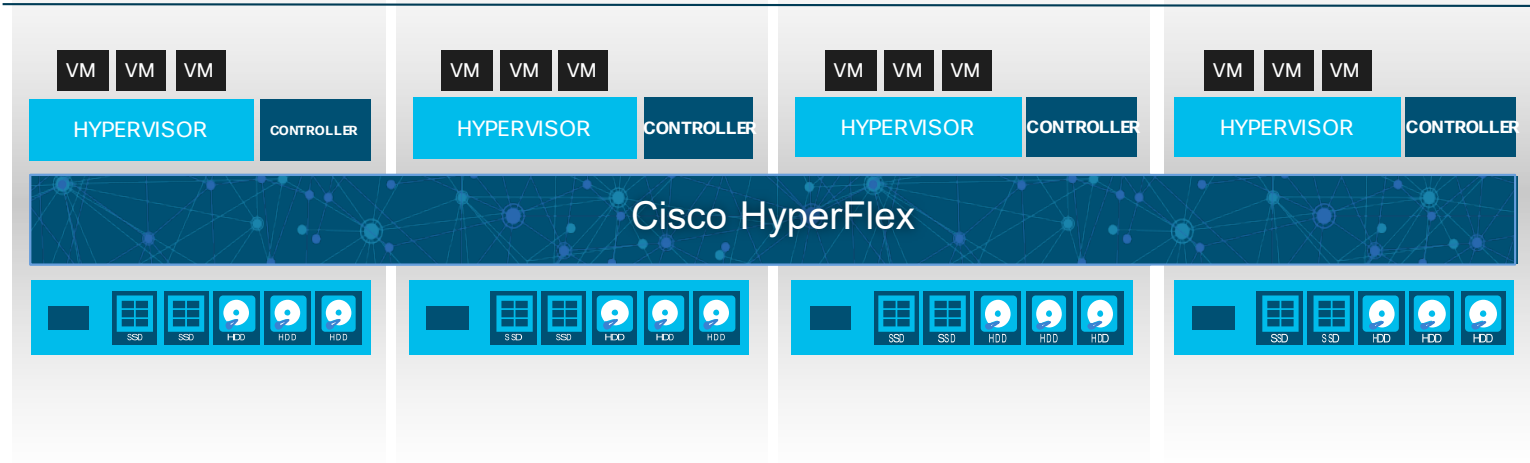 VM VM VM VM VM VM VM VM VM VM VM VM
HYPERVISOR CONTROLLER HYPERVISOR CONTROLLER HYPERVISOR CONTROLLER HYPERVISOR CONTROLLER
Cisco HyperFlex
SSD SSD HDD HDD HDD SSD SSD HDD HDD HDD SSD SSD HDD HDD HDD SSD SSD HDD HDD HDD